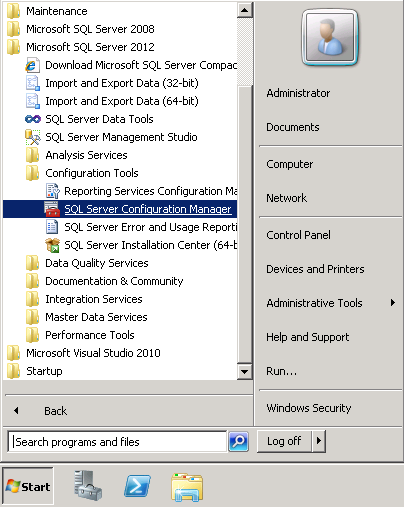 Maintenance
Microsoft SQL Server 2008
Microsoft SQL Server 2012
Download Microsoft SQL Server Compac
Import and Export Data (32-bit)
Import and Export Data (64-bit)
SQL Server Data Tools
SQL Server Management Studio
Analysis Services
Configuration Tools
Reporting Services Configuration Ma
SQL Server Configuration Manager
SQL Server Error and Usage Reporti
SQL Server Installation Center (64-b
Data Quality Services
Documentation & Community
Integration Services
Master Data Services
Performance Tools
Microsoft Visual Studio 2010
Startup
Back
Search programs and files
Administrator
Documents
Computer
Network
Control Panel
Devices and Printers
Administrative Tools
Help and Support
Run...
Windows Security
Log off
Start